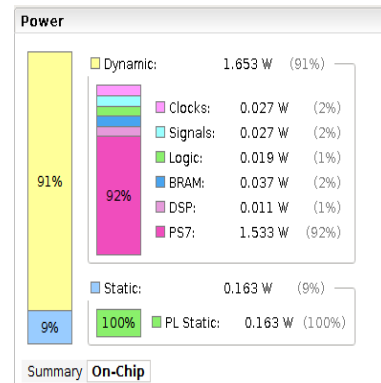 Power
Dynamic: 1.653 W (91%)
Clocks: 0.027 W (2%)
Signals: 0.027 W (2%)
Logic: 0.019 W (1%)
91%
92%
BRAM: 0.037 W (2%)
DSP: 0.011 W (1%)
PS7: 1.533 W (92%)
Static: 0.163 W (9%)
9%
100%
PL Static: 0.163 W (100%)
Summary On-Chip